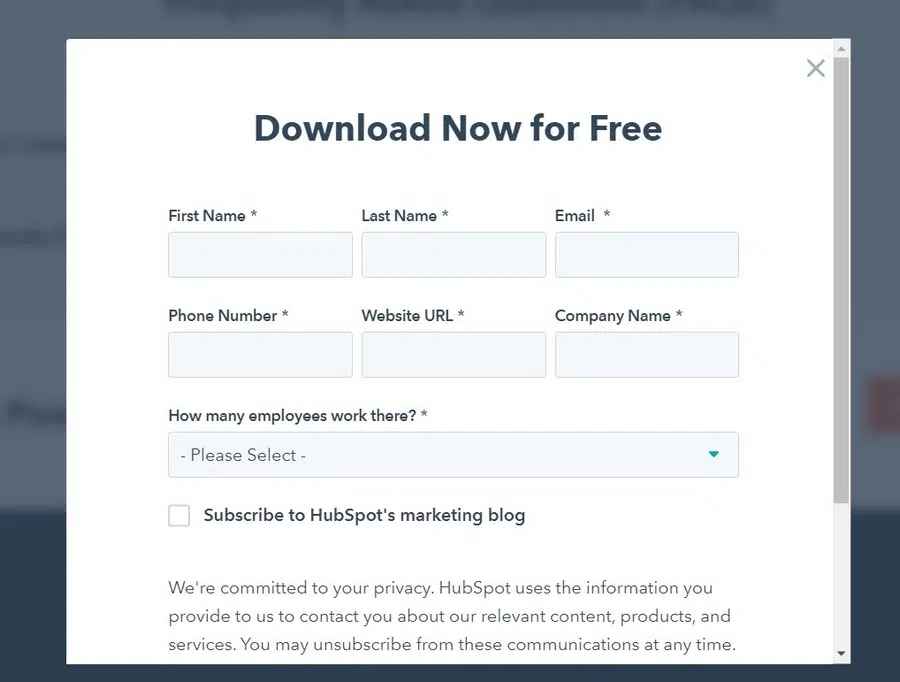 Download Now for Free
First Name * Last Name * Email *
Phone Number * Website URL * Company Name *
How many employees work there? *
- Please Select -
Subscribe to HubSpot's marketing blog
We're committed to your privacy. HubSpot uses the information you
provide to us to contact you about our relevant content, products, and
services. You may unsubscribe from these communications at any time.